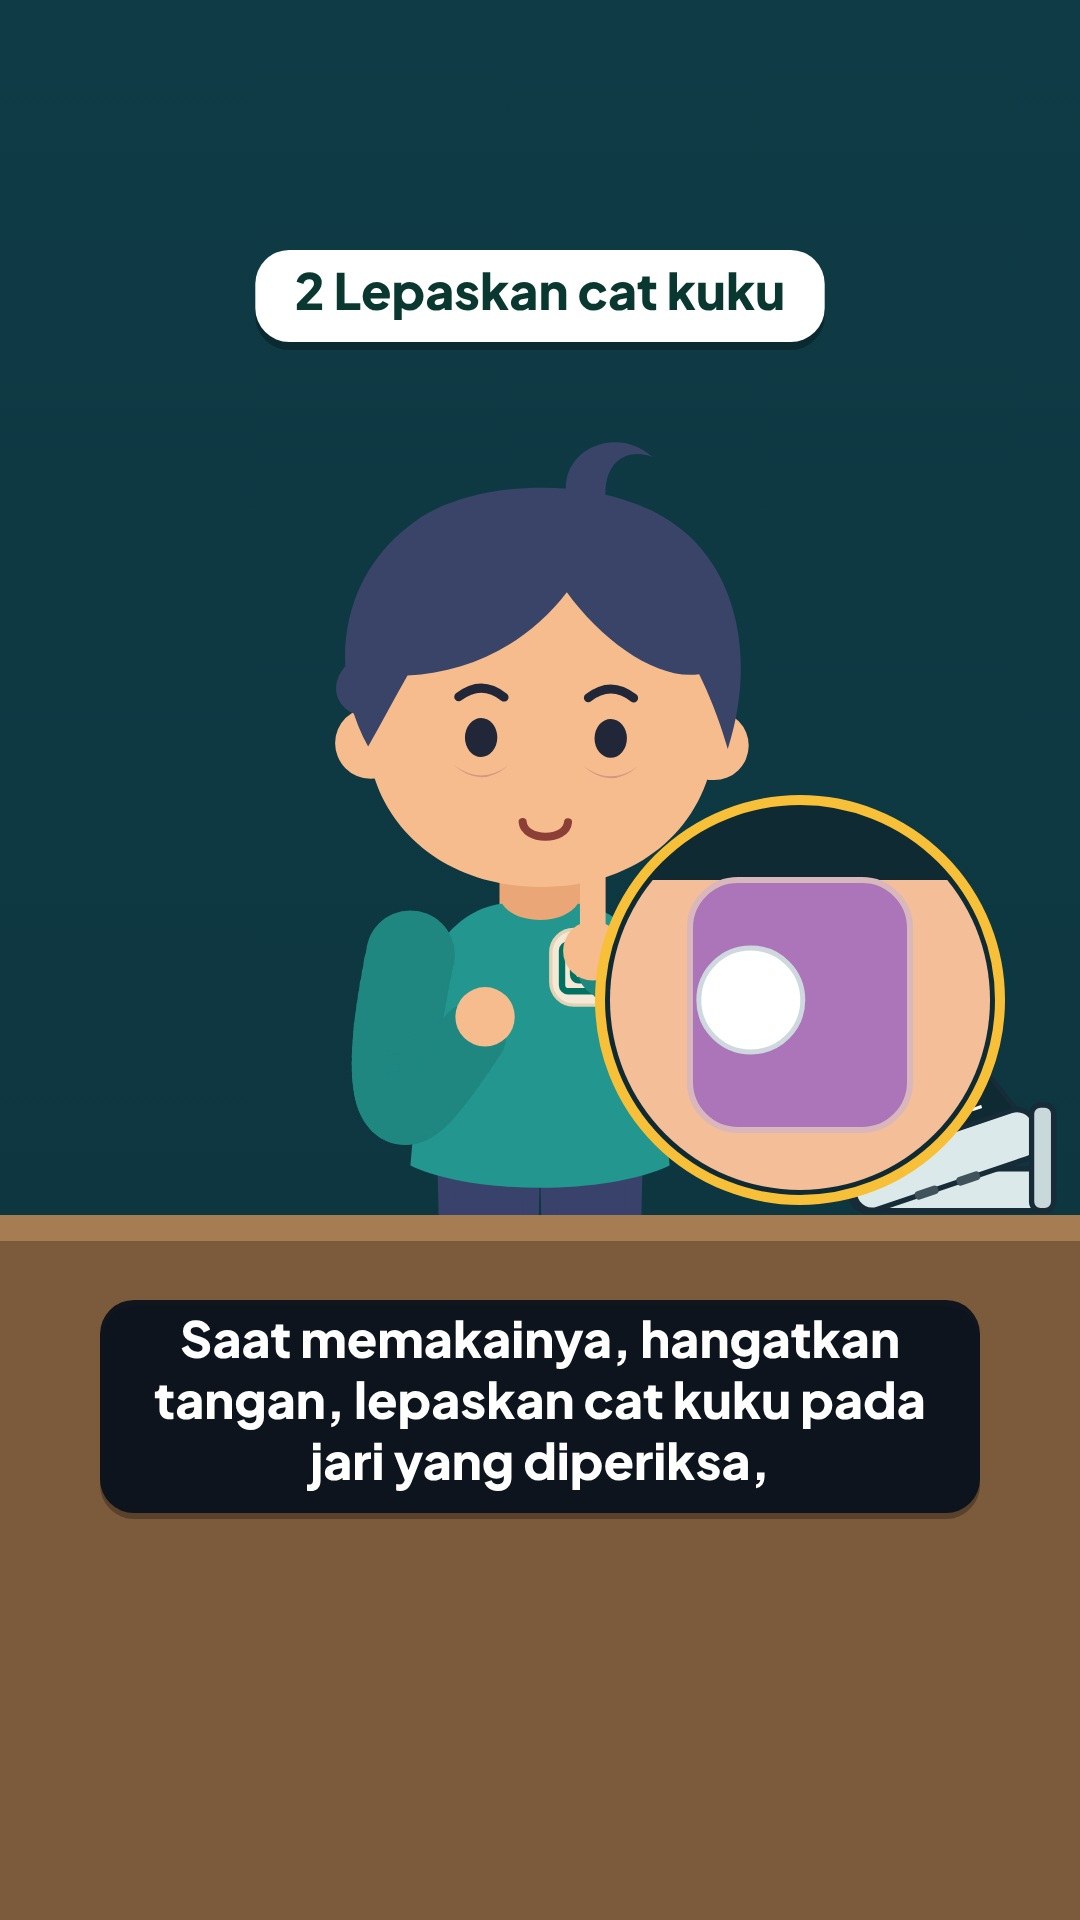 2 Lepaskan cat kuku
Saat memakainya, hangatkan
tangan, lepaskan cat kuku pada
jari yang diperiksa,